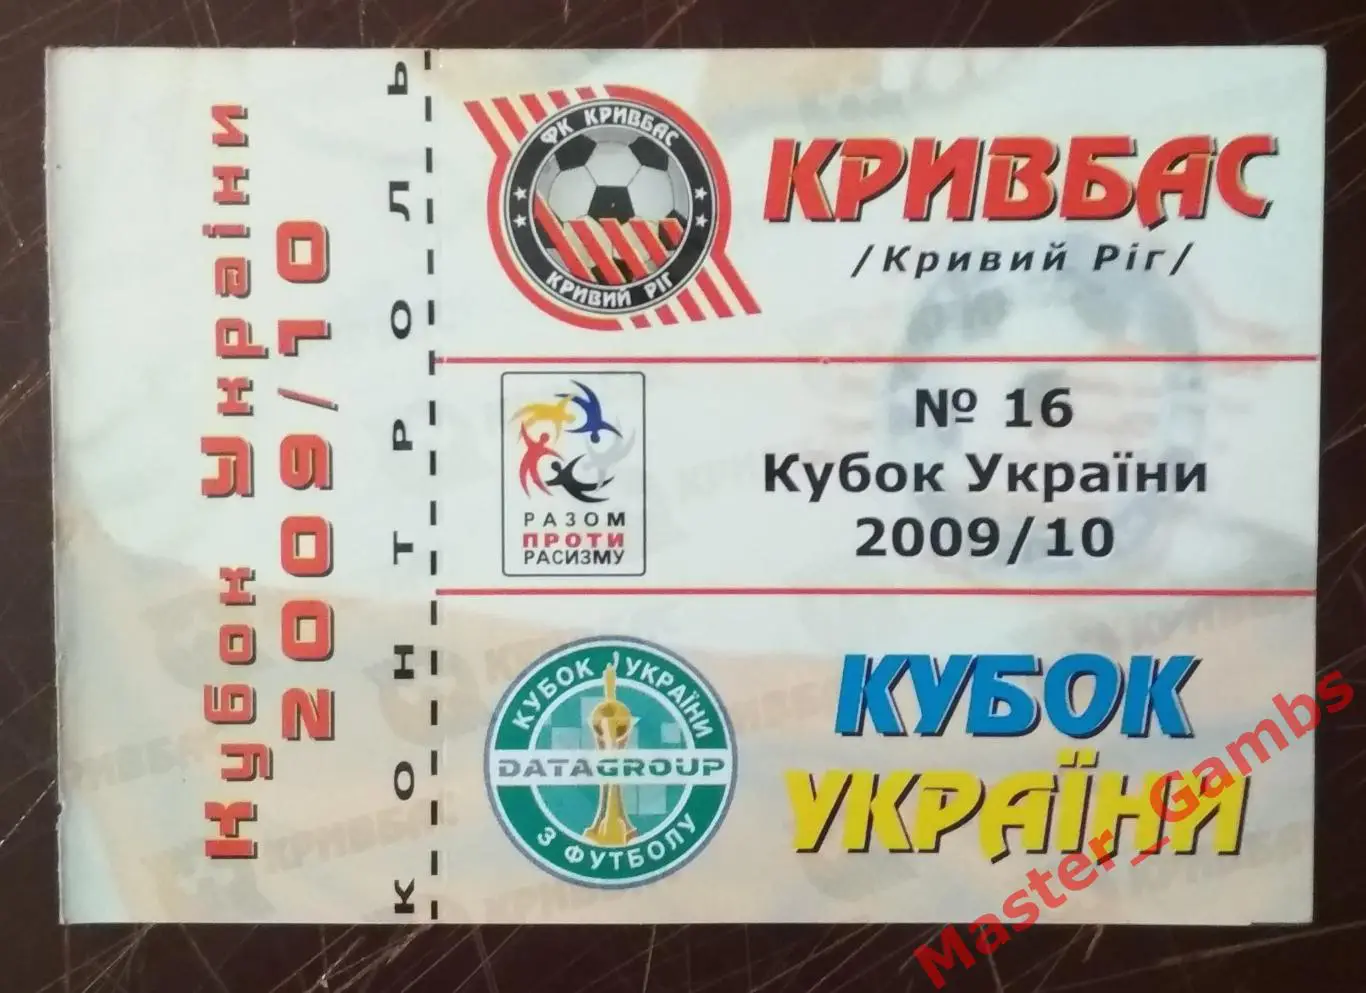 Кубок України
2009/10
КОНТРОЛЬ
ФК КРИВБАС
КРИВИЙ РІГ
КРИВБАС
/Кривий Ріг/
РАЗОМ
ПРОТИ
РАСИЗМУ
№ 16
Кубок України
2009/10
КУБОК УКРАЇНИ
DATAGROUP
З ФУТБОЛУ
КУБОК
УКРАЇНИ
Master_Gambs